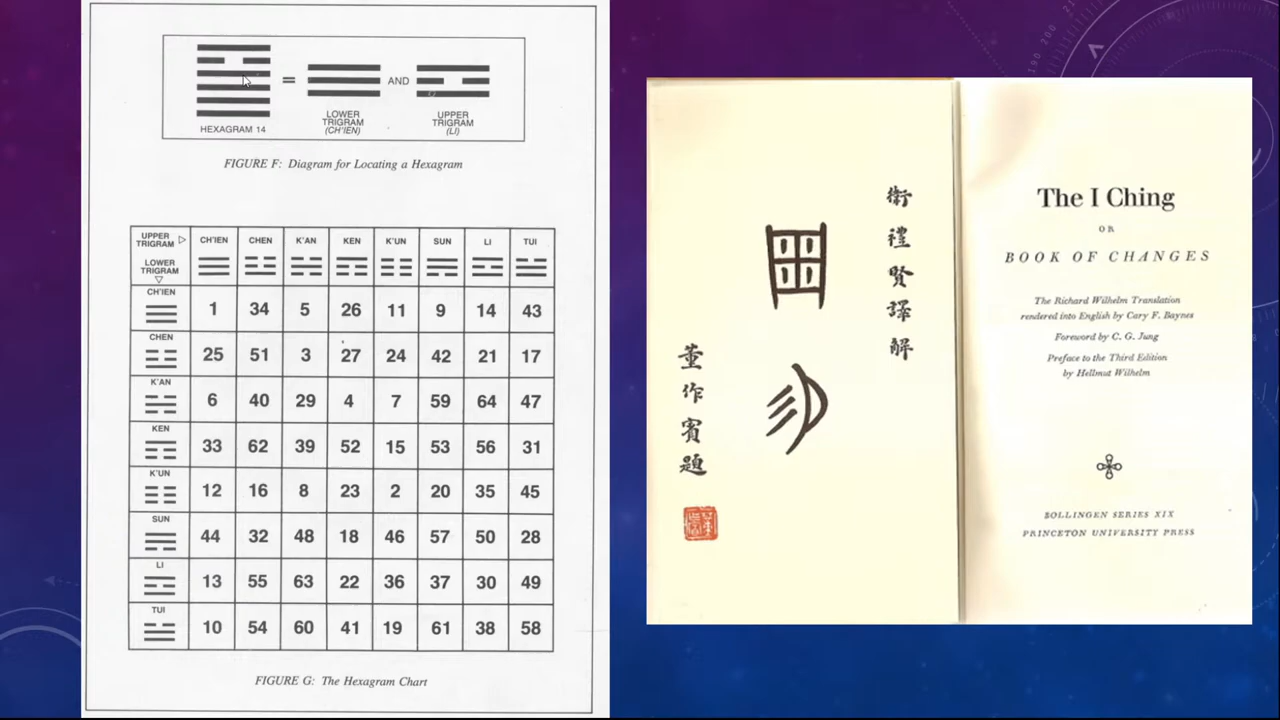 HEXAGRAM 14
=
LOWER
TRIGRAM
(CH'IEN)
AND
UPPER
TRIGRAM
(LI)
FIGURE F: Diagram for Locating a Hexagram
UPPER TRIGRAM ▷ LOWER TRIGRAM ▽ CH'IEN CHEN K'AN KEN K'UN SUN LI TUI
CH'IEN 1 34 5 26 11 9 14 43
CHEN 25 51 3 27 24 42 21 17
K'AN 6 40 29 4 7 59 64 47
KEN 33 62 39 52 15 53 56 31
K'UN 12 16 8 23 2 20 35 45
SUN 44 32 48 18 46 57 50 28
LI 13 55 63 22 36 37 30 49
TUI 10 54 60 41 19 61 38 58
FIGURE G: The Hexagram Chart
衛禮賢譯解
周易
董作賓題
The I Ching
OR
BOOK OF CHANGES
The Richard Wilhelm Translation
rendered into English by Cary F. Baynes
Foreword by C. G. Jung
Preface to the Third Edition
by Hellmut Wilhelm
BOLLINGEN SERIES XIX
PRINCETON UNIVERSITY PRESS